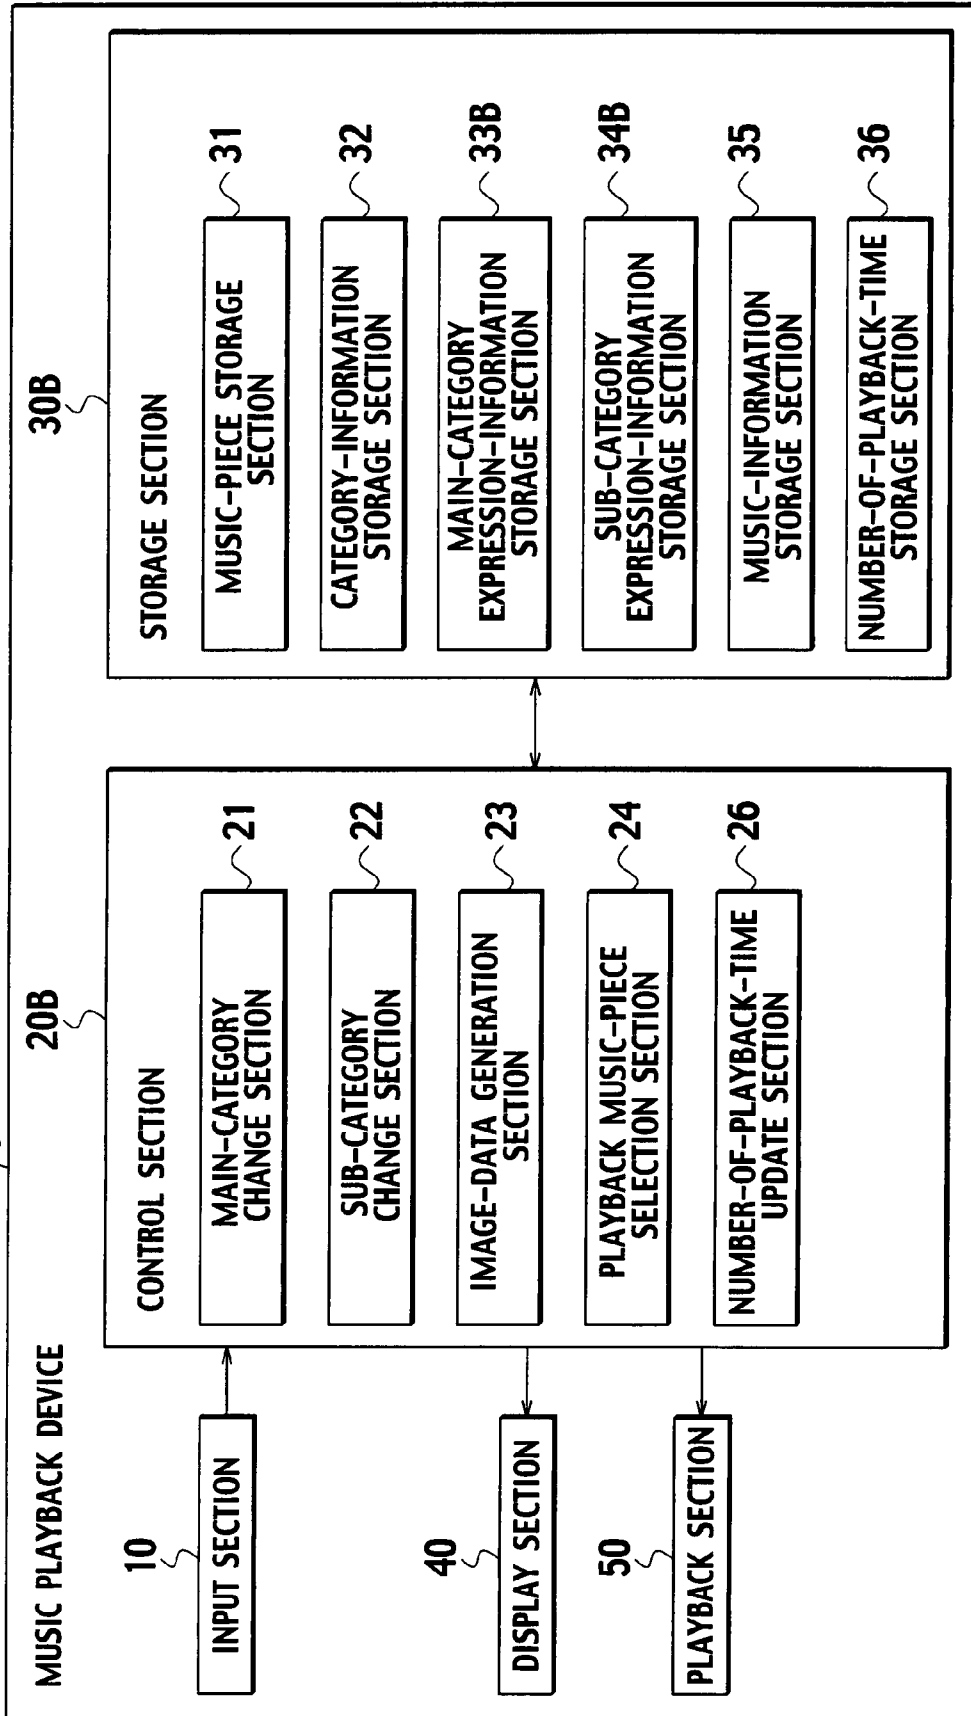 MUSIC PLAYBACK DEVICE
10
INPUT SECTION
40
DISPLAY SECTION
50
PLAYBACK SECTION
20B
CONTROL SECTION
MAIN-CATEGORY
CHANGE SECTION
21
SUB-CATEGORY
CHANGE SECTION
22
IMAGE-DATA GENERATION
SECTION
23
PLAYBACK MUSIC-PIECE
SELECTION SECTION
24
NUMBER-OF-PLAYBACK-TIME
UPDATE SECTION
26
30B
STORAGE SECTION
MUSIC-PIECE STORAGE
SECTION
31
CATEGORY-INFORMATION
STORAGE SECTION
32
MAIN-CATEGORY
EXPRESSION-INFORMATION
STORAGE SECTION
33B
SUB-CATEGORY
EXPRESSION-INFORMATION
STORAGE SECTION
34B
MUSIC-INFORMATION
STORAGE SECTION
35
NUMBER-OF-PLAYBACK-TIME
STORAGE SECTION
36